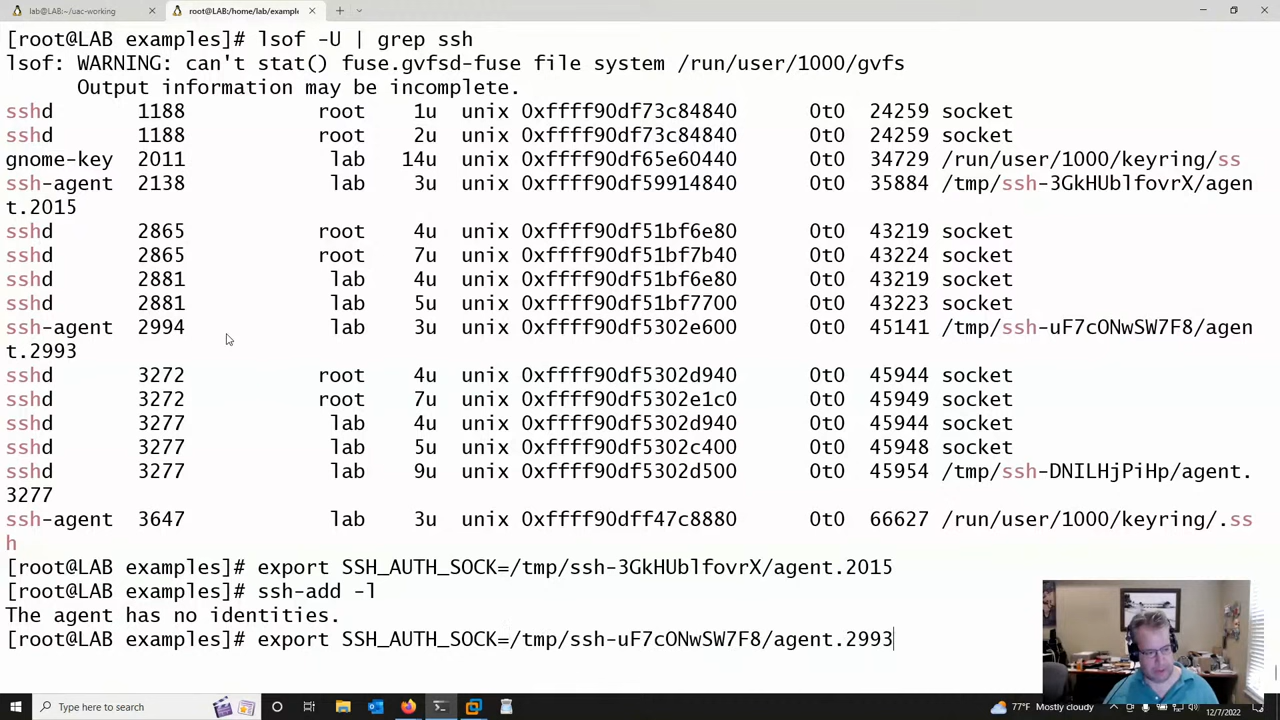 lab@LAB:~/uac-working
root@LAB:/home/lab/example
[root@LAB examples]# lsof -U | grep ssh
lsof: WARNING: can't stat() fuse.gvfsd-fuse file system /run/user/1000/gvfs
      Output information may be incomplete.
sshd      1188           root    1u  unix 0xffff90df73c84840      0t0  24259 socket
sshd      1188           root    2u  unix 0xffff90df73c84840      0t0  24259 socket
gnome-key 2011            lab   14u  unix 0xffff90df65e60440      0t0  34729 /run/user/1000/keyring/ss
ssh-agent 2138            lab    3u  unix 0xffff90df59914840      0t0  35884 /tmp/ssh-3GkHUblfovrX/agen
t.2015
sshd      2865           root    4u  unix 0xffff90df51bf6e80      0t0  43219 socket
sshd      2865           root    7u  unix 0xffff90df51bf7b40      0t0  43224 socket
sshd      2881            lab    4u  unix 0xffff90df51bf6e80      0t0  43219 socket
sshd      2881            lab    5u  unix 0xffff90df51bf7700      0t0  43223 socket
ssh-agent 2994            lab    3u  unix 0xffff90df5302e600      0t0  45141 /tmp/ssh-uF7cONwSW7F8/agen
t.2993
sshd      3272           root    4u  unix 0xffff90df5302d940      0t0  45944 socket
sshd      3272           root    7u  unix 0xffff90df5302e1c0      0t0  45949 socket
sshd      3277            lab    4u  unix 0xffff90df5302d940      0t0  45944 socket
sshd      3277            lab    5u  unix 0xffff90df5302c400      0t0  45948 socket
sshd      3277            lab    9u  unix 0xffff90df5302d500      0t0  45954 /tmp/ssh-DNILHjPiHp/agent.
3277
ssh-agent 3647            lab    3u  unix 0xffff90dff47c8880      0t0  66627 /run/user/1000/keyring/.ss
h
[root@LAB examples]# export SSH_AUTH_SOCK=/tmp/ssh-3GkHUblfovrX/agent.2015
[root@LAB examples]# ssh-add -l
The agent has no identities.
[root@LAB examples]# export SSH_AUTH_SOCK=/tmp/ssh-uF7cONwSW7F8/agent.2993
Type here to search
77°F Mostly cloudy
12/7/2022